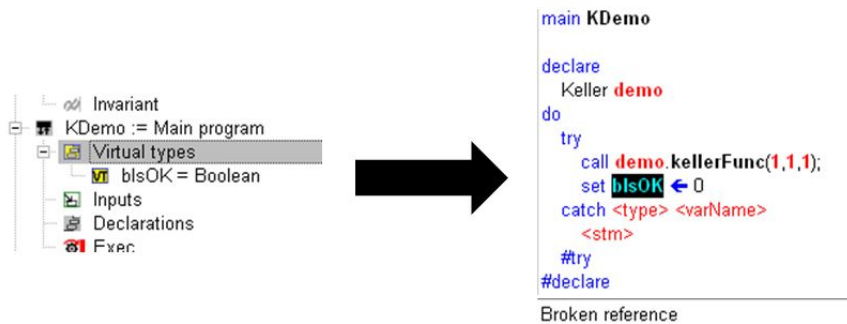 Invariant
KDemo := Main program
Virtual types
VT bIsOK = Boolean
Inputs
Declarations
Exec
main KDemo
declare
Keller demo
do
try
call demo.kellerFunc(1,1,1);
set bIsOK ← 0
catch <type> <varName>
<stm>
#try
#declare
Broken reference